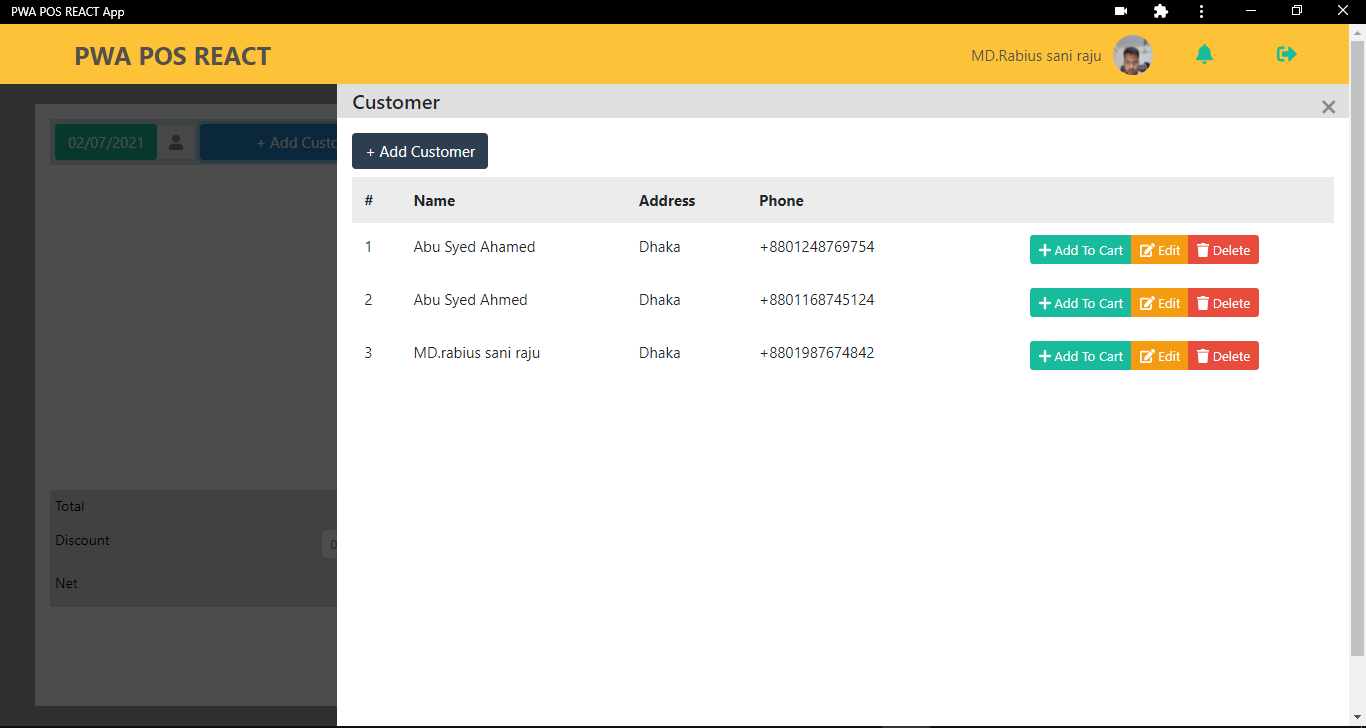 PWA POS REACT App
PWA POS REACT
MD.Rabius sani raju
Customer
02/07/2021
+ Add Custo
+ Add Customer
# Name Address Phone
1 Abu Syed Ahamed Dhaka +8801248769754 Add To Cart Edit Delete
2 Abu Syed Ahmed Dhaka +8801168745124 Add To Cart Edit Delete
3 MD.rabius sani raju Dhaka +8801987674842 Add To Cart Edit Delete
Total
Discount 0
Net